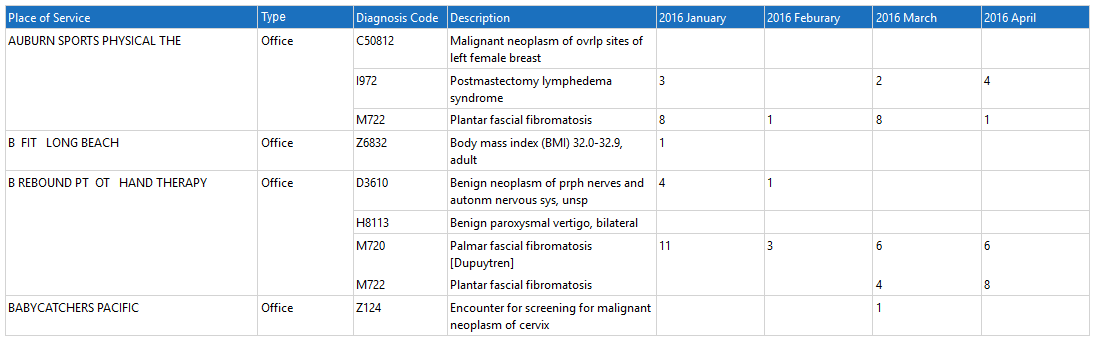 Place of Service Type Diagnosis Code Description 2016 January 2016 Feburary 2016 March 2016 April
AUBURN SPORTS PHYSICAL THE Office C50812 Malignant neoplasm of ovrlp sites of
left female breast
I972 Postmastectomy lymphedema 3 2 4
syndrome
M722 Plantar fascial fibromatosis 8 1 8 1
B FIT LONG BEACH Office Z6832 Body mass index (BMI) 32.0-32.9, 1
adult
B REBOUND PT OT HAND THERAPY Office D3610 Benign neoplasm of prph nerves and 4 1
autonm nervous sys, unsp
H8113 Benign paroxysmal vertigo, bilateral
M720 Palmar fascial fibromatosis 11 3 6 6
[Dupuytren]
M722 Plantar fascial fibromatosis 4 8
BABYCATCHERS PACIFIC Office Z124 Encounter for screening for malignant 1
neoplasm of cervix